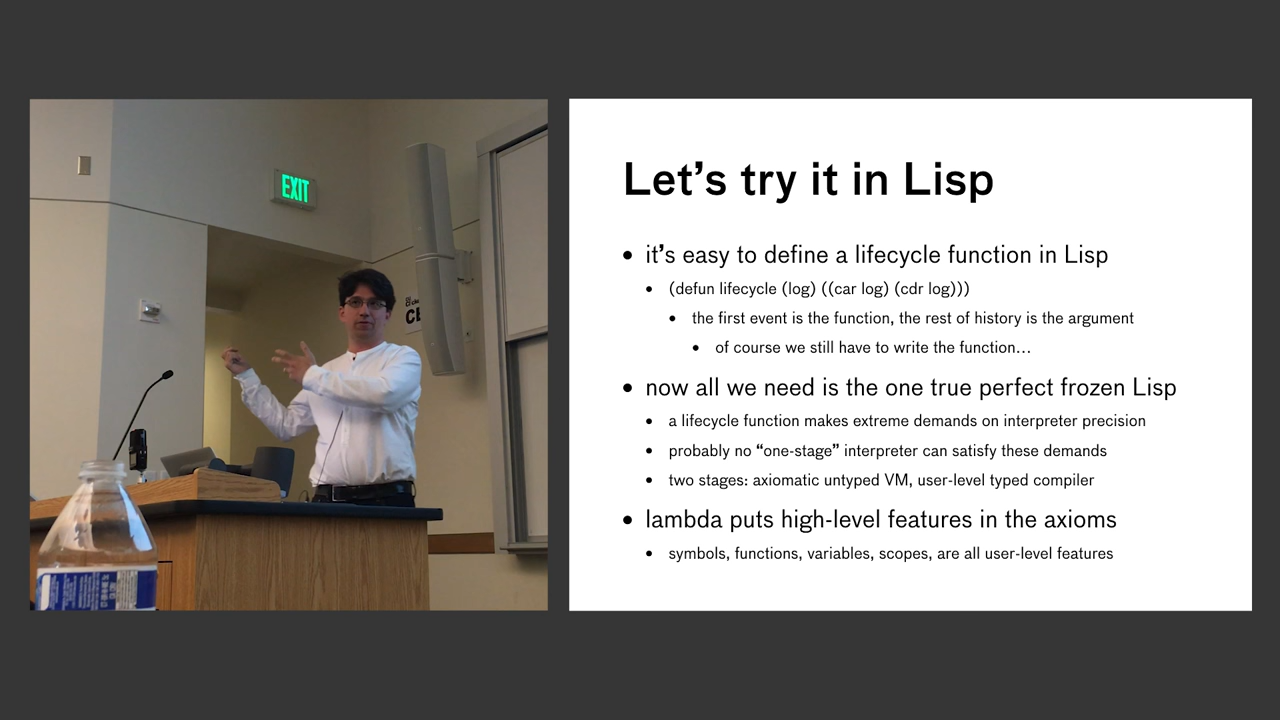 EXIT
Let’s try it in Lisp
• it’s easy to define a lifecycle function in Lisp
• (defun lifecycle (log) ((car log) (cdr log)))
• the first event is the function, the rest of history is the argument
• of course we still have to write the function…
• now all we need is the one true perfect frozen Lisp
• a lifecycle function makes extreme demands on interpreter precision
• probably no “one-stage” interpreter can satisfy these demands
• two stages: axiomatic untyped VM, user-level typed compiler
• lambda puts high-level features in the axioms
• symbols, functions, variables, scopes, are all user-level features